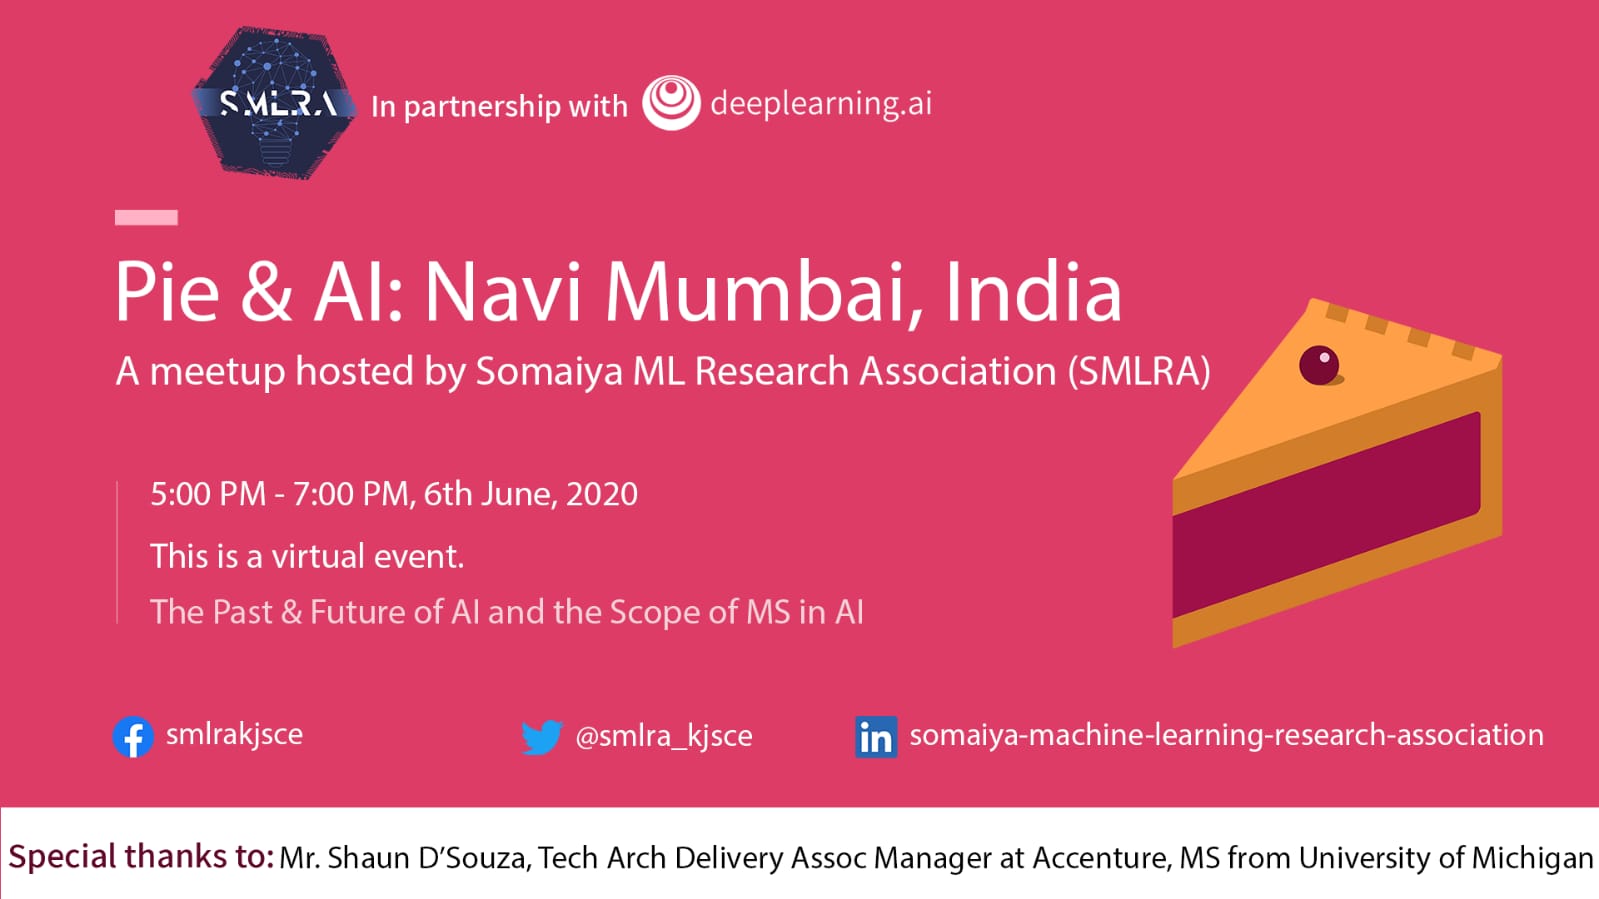 SMLRA In partnership with deeplearning.ai
Pie & AI: Navi Mumbai, India
A meetup hosted by Somaiya ML Research Association (SMLRA)
5:00 PM - 7:00 PM, 6th June, 2020
This is a virtual event.
The Past & Future of AI and the Scope of MS in AI
smlrakjsce @smlra_kjsce somaiya-machine-learning-research-association
Special thanks to: Mr. Shaun D’Souza, Tech Arch Delivery Assoc Manager at Accenture, MS from University of Michigan